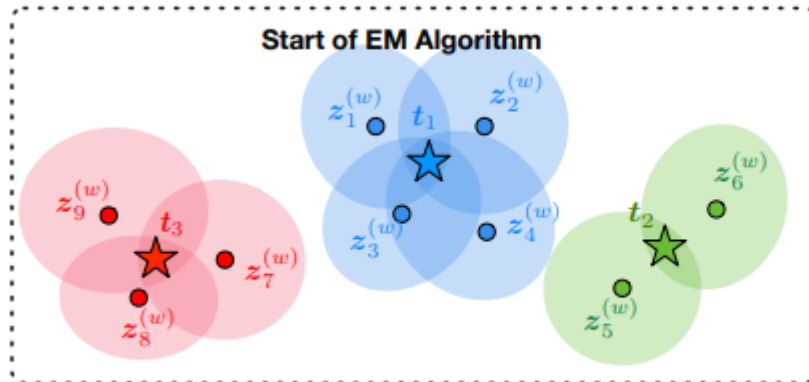 Start of EM Algorithm
z_1^{(w)}
t_1
z_2^{(w)}
z_3^{(w)}
z_4^{(w)}
z_9^{(w)}
t_3
z_7^{(w)}
z_8^{(w)}
z_6^{(w)}
t_2
z_5^{(w)}